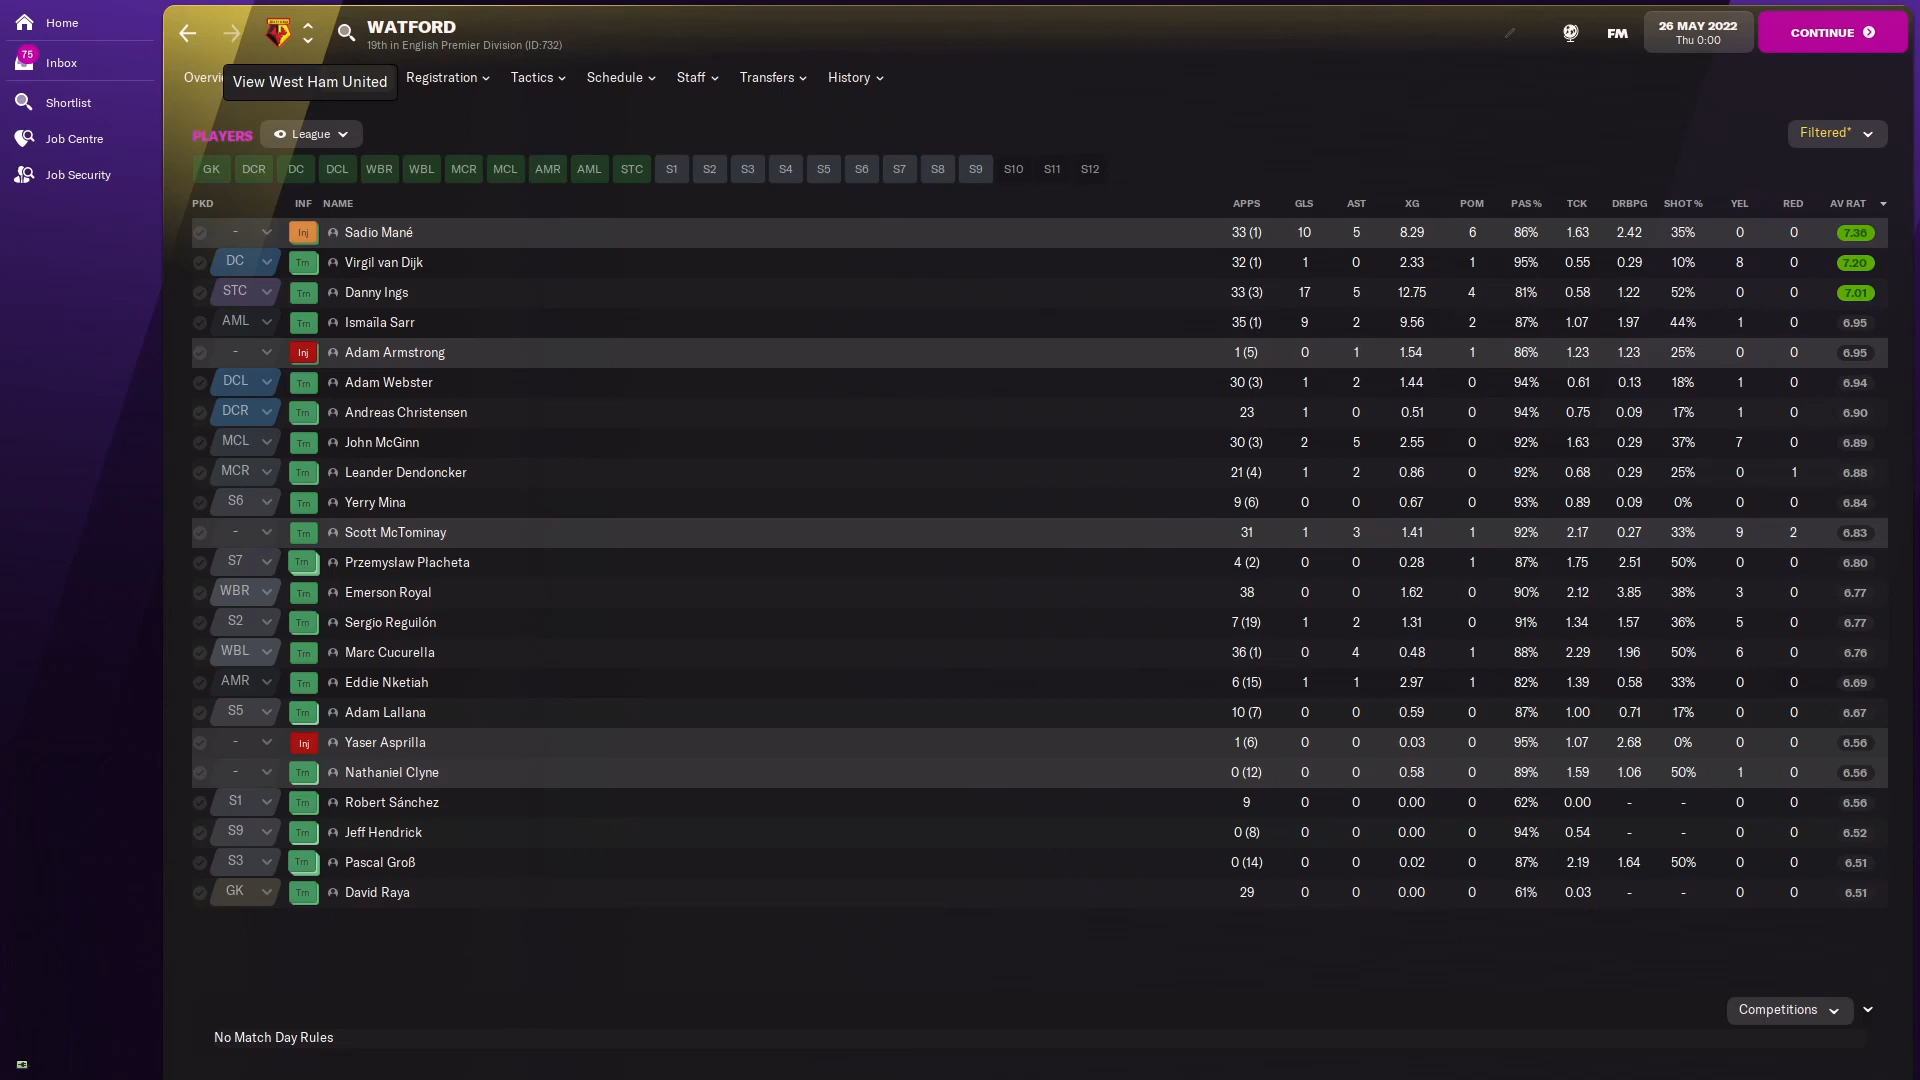 Home
75
Inbox
Shortlist
Job Centre
Job Security
WATFORD
19th in English Premier Division (ID:732)
FM
26 MAY 2022
Thu 0:00
CONTINUE
Overvi
View West Ham United
Registration
Tactics
Schedule
Staff
Transfers
History
PLAYERS
League
Filtered*
GK DCR DC DCL WBR WBL MCR MCL AMR AML STC S1 S2 S3 S4 S5 S6 S7 S8 S9 S10 S11 S12
PKD INF NAME APPS GLS AST XG POM PAS % TCK DRBPG SHOT % YEL RED AV RAT
- Inj Sadio Mané 33 (1) 10 5 8.29 6 86% 1.63 2.42 35% 0 0 7.36
DC Trn Virgil van Dijk 32 (1) 1 0 2.33 1 95% 0.55 0.29 10% 8 0 7.20
STC Trn Danny Ings 33 (3) 17 5 12.75 4 81% 0.58 1.22 52% 0 0 7.01
AML Trn Ismaïla Sarr 35 (1) 9 2 9.56 2 87% 1.07 1.97 44% 1 0 6.95
- Inj Adam Armstrong 1 (5) 0 1 1.54 1 86% 1.23 1.23 25% 0 0 6.95
DCL Trn Adam Webster 30 (3) 1 2 1.44 0 94% 0.61 0.13 18% 1 0 6.94
DCR Trn Andreas Christensen 23 1 0 0.51 0 94% 0.75 0.09 17% 1 0 6.90
MCL Trn John McGinn 30 (3) 2 5 2.55 0 92% 1.63 0.29 37% 7 0 6.89
MCR Trn Leander Dendoncker 21 (4) 1 2 0.86 0 92% 0.68 0.29 25% 0 1 6.88
S6 Trn Yerry Mina 9 (6) 0 0 0.67 0 93% 0.89 0.09 0% 0 0 6.84
- Trn Scott McTominay 31 1 3 1.41 1 92% 2.17 0.27 33% 9 2 6.83
S7 Trn Przemyslaw Placheta 4 (2) 0 0 0.28 1 87% 1.75 2.51 50% 0 0 6.80
WBR Trn Emerson Royal 38 0 0 1.62 0 90% 2.12 3.85 38% 3 0 6.77
S2 Trn Sergio Reguilón 7 (19) 1 2 1.31 0 91% 1.34 1.57 36% 5 0 6.77
WBL Trn Marc Cucurella 36 (1) 0 4 0.48 1 88% 2.29 1.96 50% 6 0 6.76
AMR Trn Eddie Nketiah 6 (15) 1 1 2.97 1 82% 1.39 0.58 33% 0 0 6.69
S5 Trn Adam Lallana 10 (7) 0 0 0.59 0 87% 1.00 0.71 17% 0 0 6.67
- Inj Yaser Asprilla 1 (6) 0 0 0.03 0 95% 1.07 2.68 0% 0 0 6.56
- Trn Nathaniel Clyne 0 (12) 0 0 0.58 0 89% 1.59 1.06 50% 1 0 6.56
S1 Trn Robert Sánchez 9 0 0 0.00 0 62% 0.00 - - 0 0 6.56
S9 Trn Jeff Hendrick 0 (8) 0 0 0.00 0 94% 0.54 - - 0 0 6.52
S3 Trn Pascal Groß 0 (14) 0 0 0.02 0 87% 2.19 1.64 50% 0 0 6.51
GK Trn David Raya 29 0 0 0.00 0 61% 0.03 - - 0 0 6.51
Competitions
No Match Day Rules